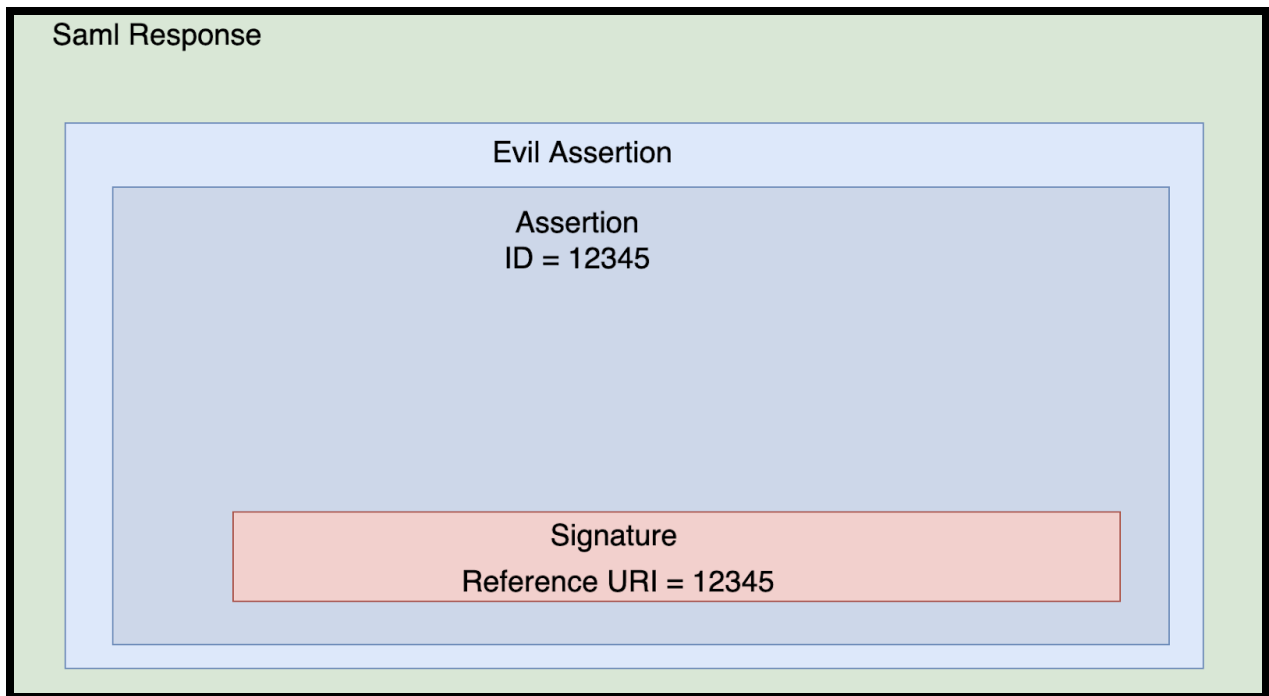 Saml Response
Evil Assertion
Assertion
ID = 12345
Signature
Reference URI = 12345